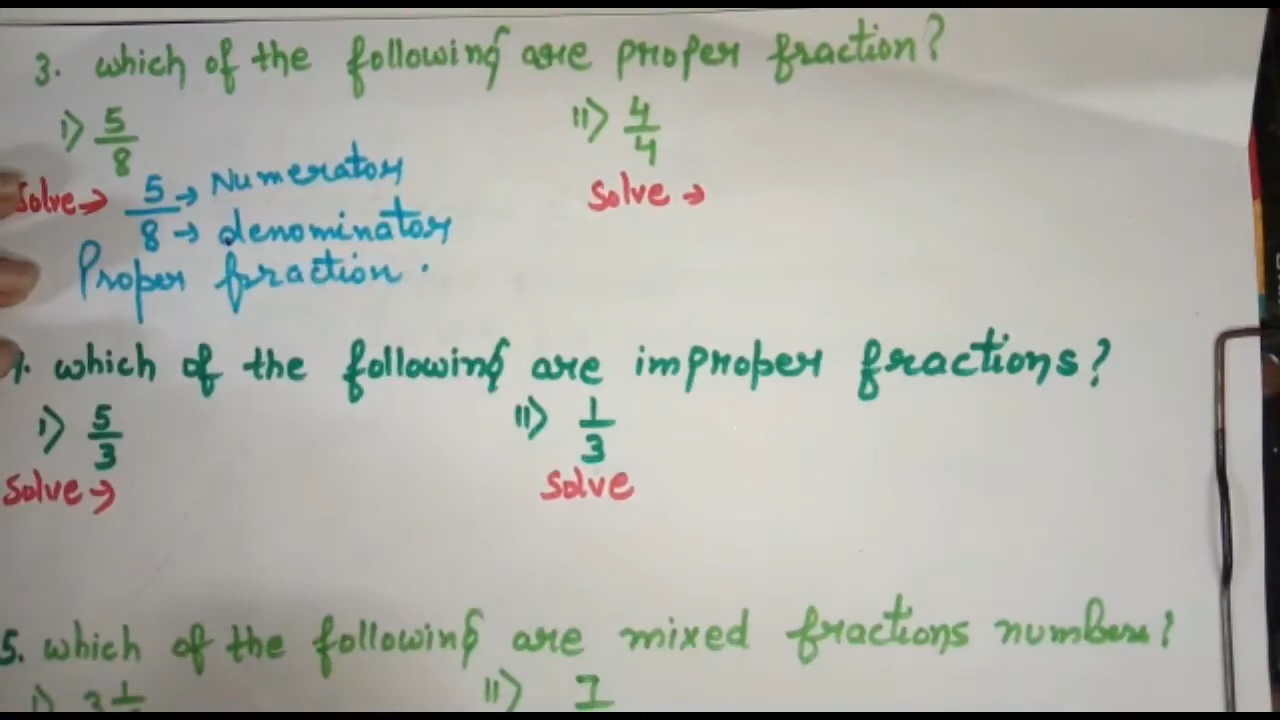 3. which of the following are proper fraction?
i) 5/8 ii) 4/4
Solve → 5/8 → Numerator
→ denominator
Solve →
Proper fraction.
which of the following are improper fractions?
i) 5/3 ii) 1/3
Solve →
Solve
5. which of the following are mixed fractions numbers?
i) ii)